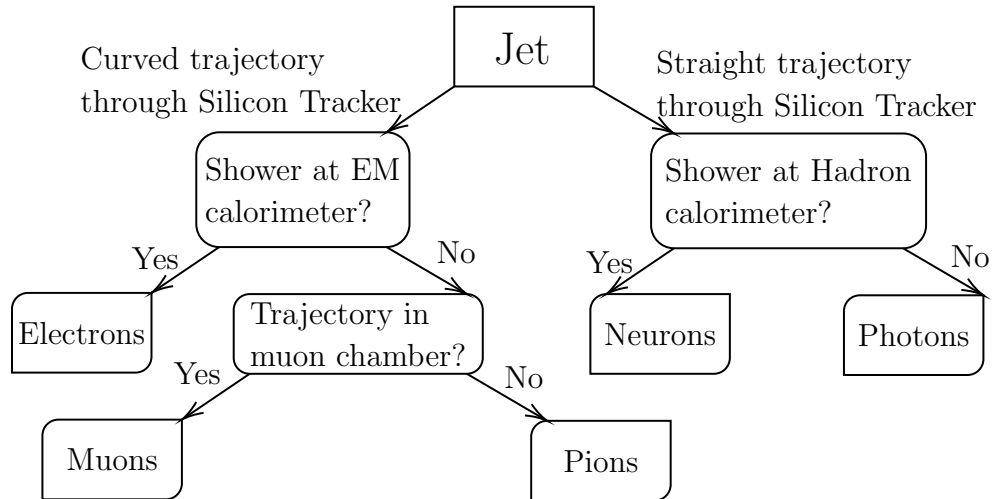 Jet
Curved trajectory
through Silicon Tracker
Straight trajectory
through Silicon Tracker
Shower at EM
calorimeter?
Shower at Hadron
calorimeter?
Yes
No
Yes
No
Electrons
Trajectory in
muon chamber?
Neurons
Photons
Yes
No
Muons
Pions